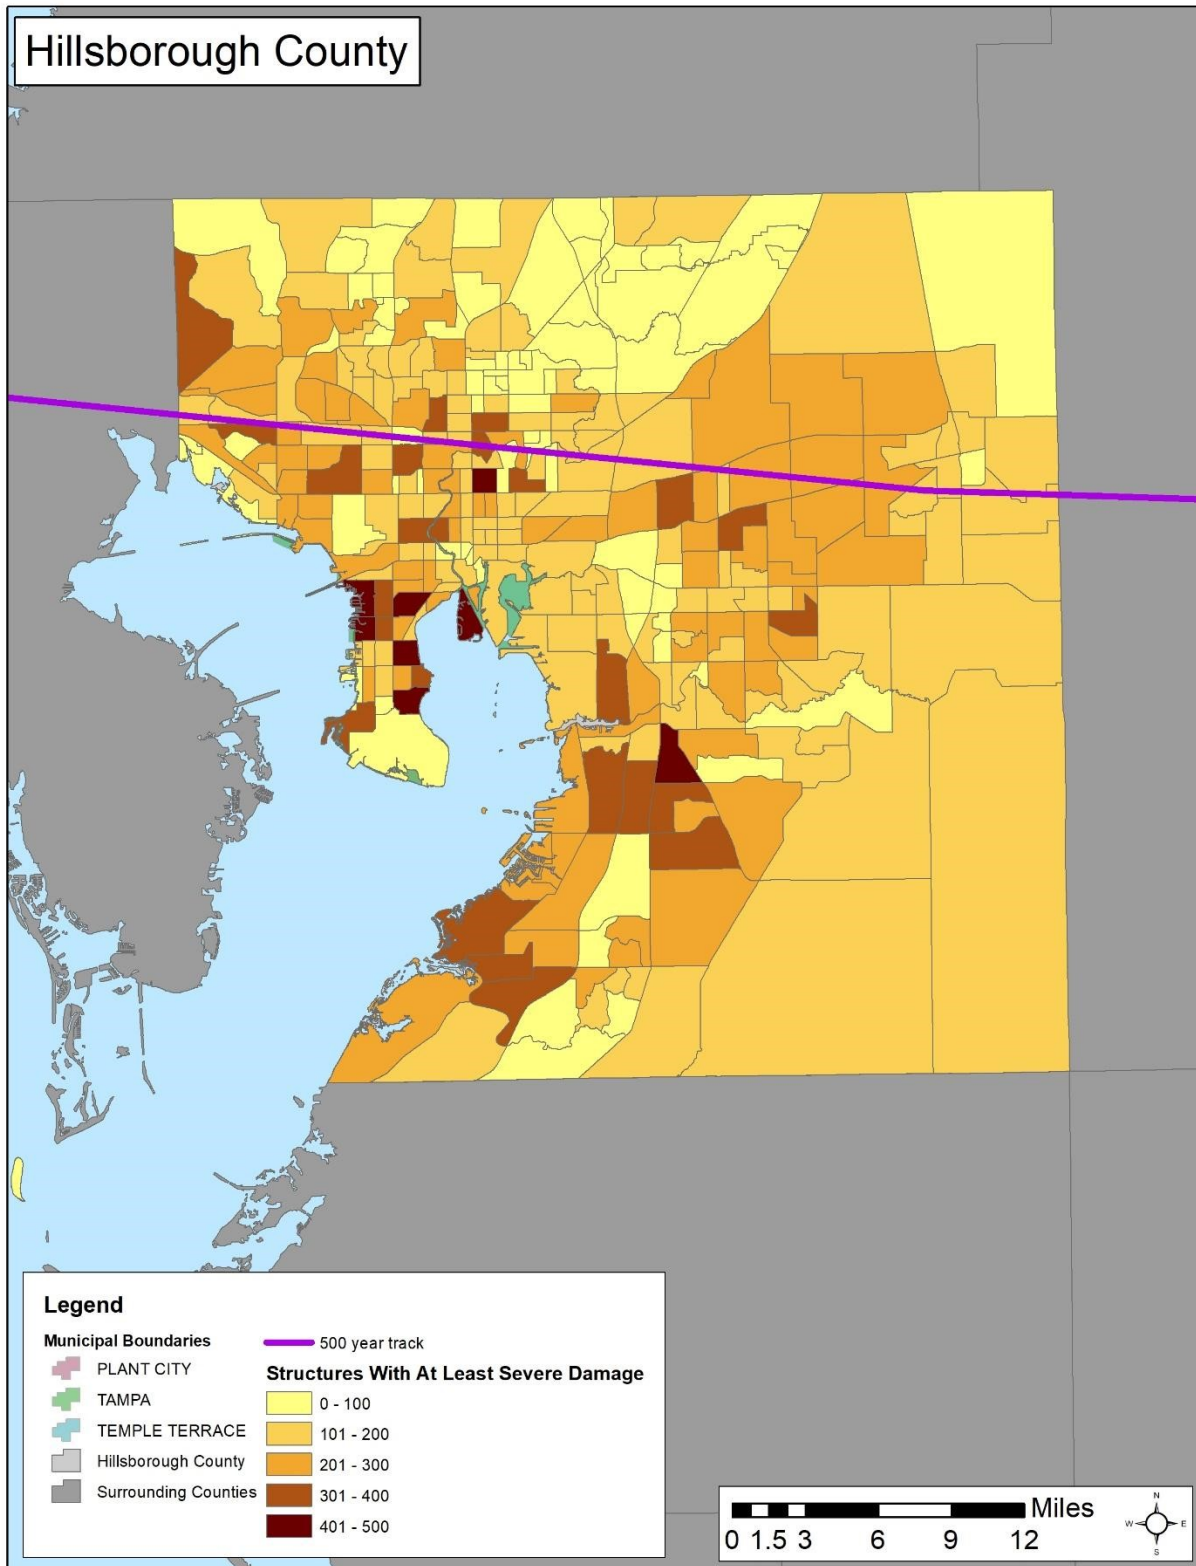 Hillsborough County
Legend
Municipal Boundaries
PLANT CITY
TAMPA
TEMPLE TERRACE
Hillsborough County
Surrounding Counties
500 year track
Structures With At Least Severe Damage
0 - 100
101 - 200
201 - 300
301 - 400
401 - 500
Miles
0 1.5 3 6 9 12
N
W E
S